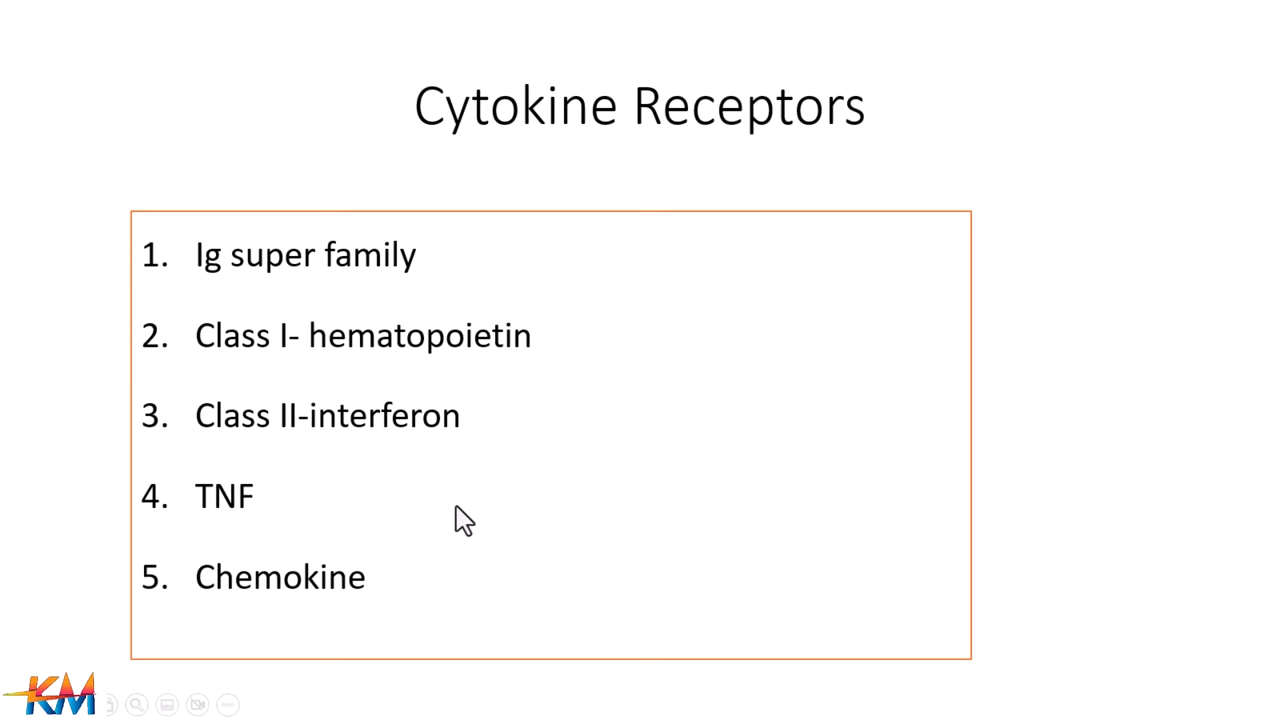 Cytokine Receptors
1. Ig super family
2. Class I- hematopoietin
3. Class II-interferon
4. TNF
5. Chemokine
KM